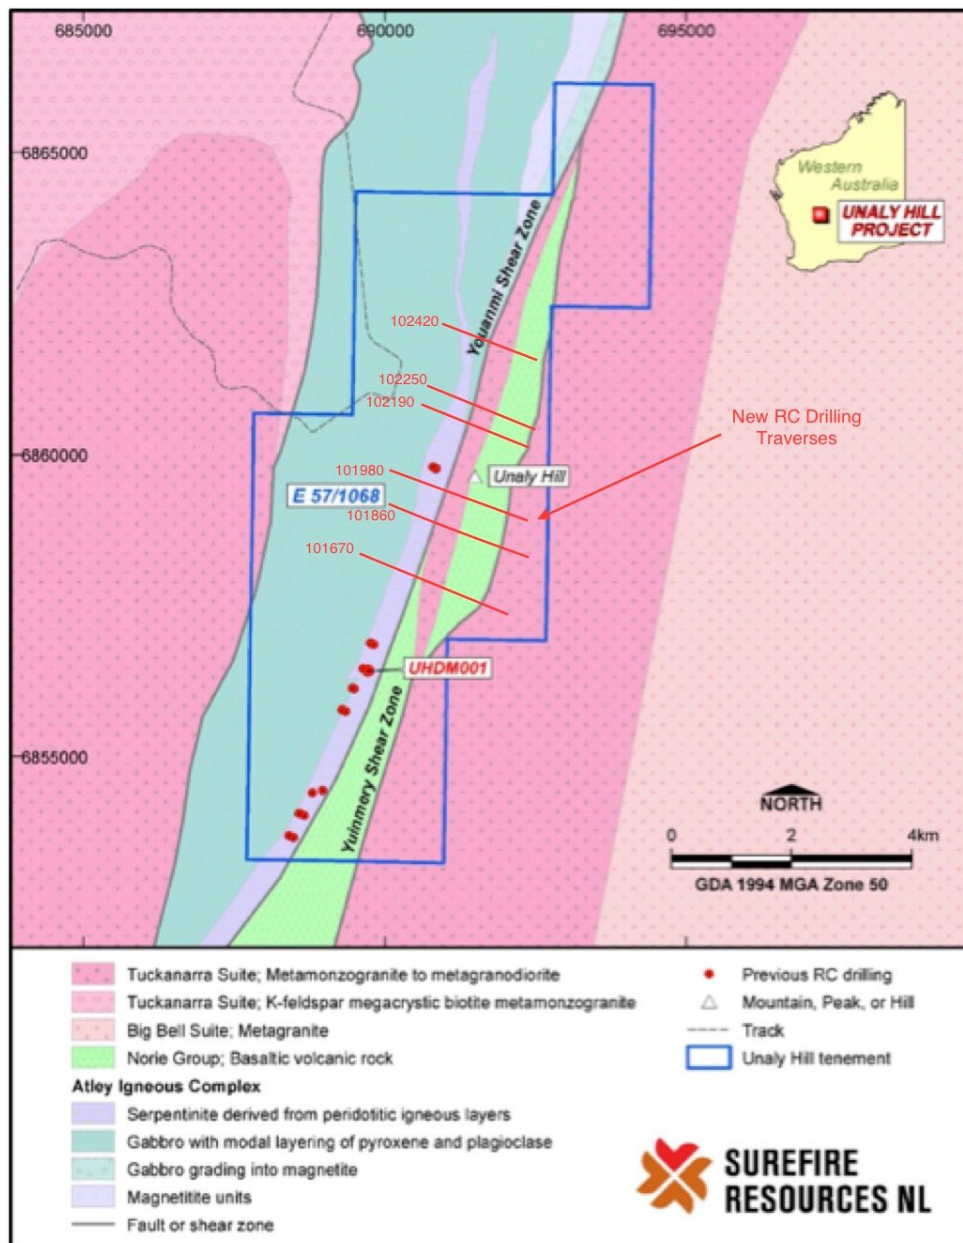 685000
690000
695000
6865000
Western
Australia
UNALY HILL
PROJECT
Youanmi Shear Zone
102420
102250
102190
New RC Drilling
Traverses
6860000
101980
Unaly Hill
E 57/1068
101860
101670
UHDM001
Yuinmery Shear Zone
6855000
NORTH
0 2 4km
GDA 1994 MGA Zone 50
Tuckanarra Suite; Metamonzogranite to metagranodiorite
Tuckanarra Suite; K-feldspar megacrystic biotite metamonzogranite
Big Bell Suite; Metagranite
Norie Group; Basaltic volcanic rock
Atley Igneous Complex
Serpentinite derived from peridotitic igneous layers
Gabbro with modal layering of pyroxene and plagioclase
Gabbro grading into magnetite
Magnetitite units
Fault or shear zone
Previous RC drilling
Mountain, Peak, or Hill
Track
Unaly Hill tenement
SUREFIRE
RESOURCES NL